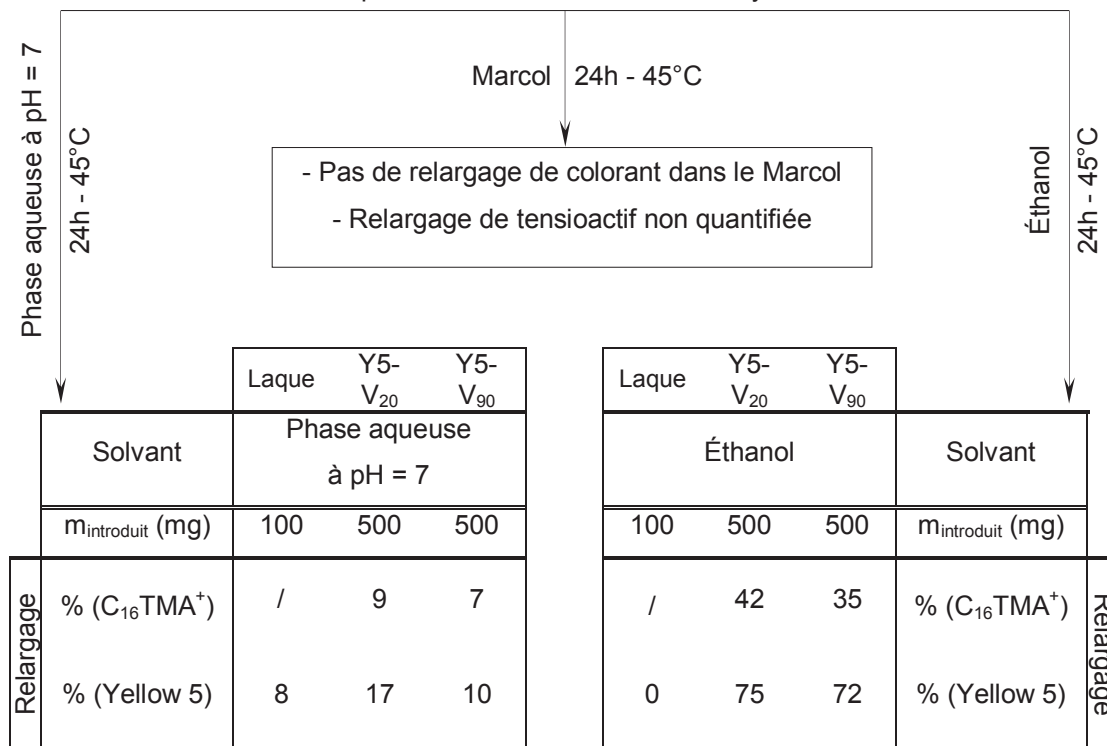 Phase aqueuse à pH = 7
24h - 45°C
Marcol 24h - 45°C
- Pas de relargage de colorant dans le Marcol
- Relargage de tensioactif non quantifiée
Éthanol
24h - 45°C
Laque Y5-V20 Y5-V90
Solvant Phase aqueuse
à pH = 7
mintroduit (mg) 100 500 500
Relargage
% (C16TMA+) / 9 7
% (Yellow 5) 8 17 10
Laque Y5-V20 Y5-V90
Éthanol Solvant
100 500 500 mintroduit (mg)
/ 42 35 % (C16TMA+)
0 75 72 % (Yellow 5)
Relargage